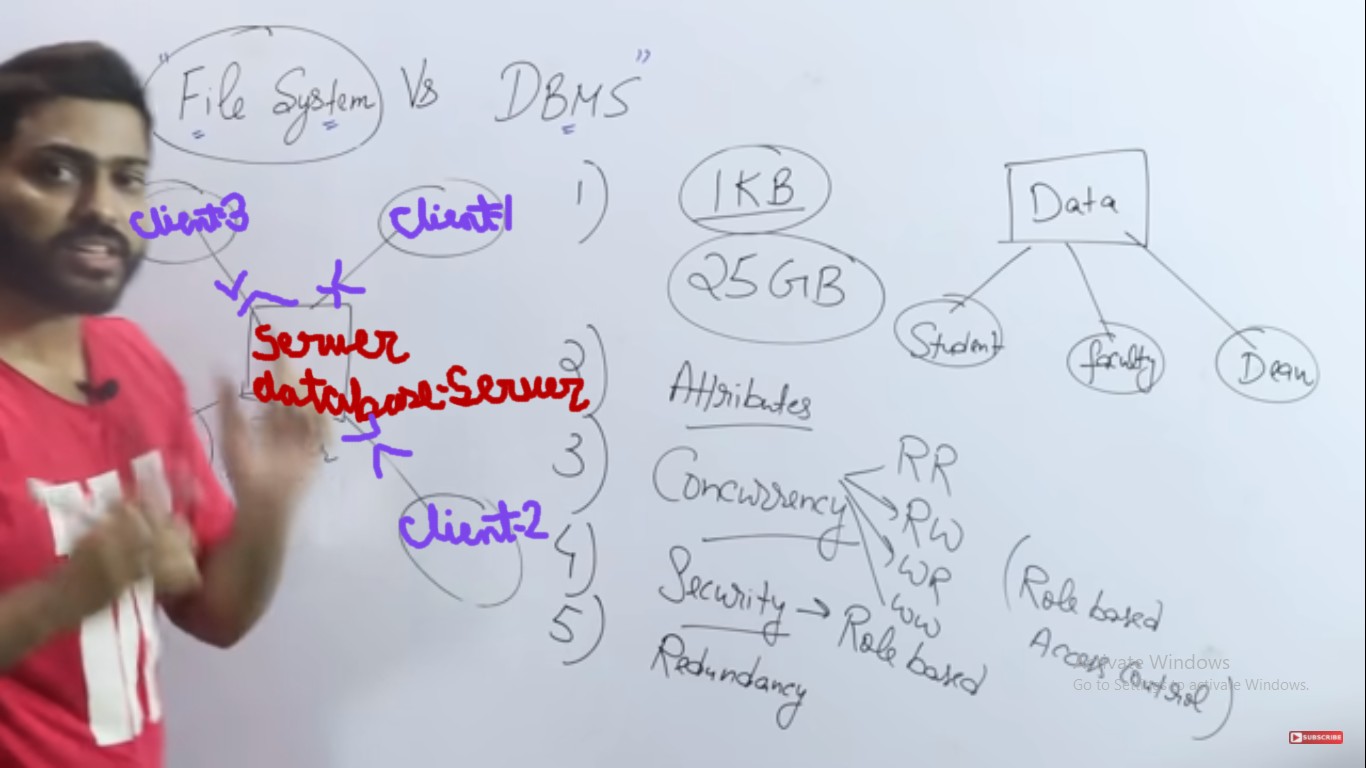 "File System Vs DBMS"
Client-3
Client-1
Server
database-Server
Client-2
1) 1KB
25GB
2) Attributes
3) Concurrency
RR
RW
WR
WW
4) Security → Role based
(Role based
Access Control)
5) Redundancy
Data
Student
faculty
Dean
Activate Windows
Go to Settings to activate Windows.
SUBSCRIBE